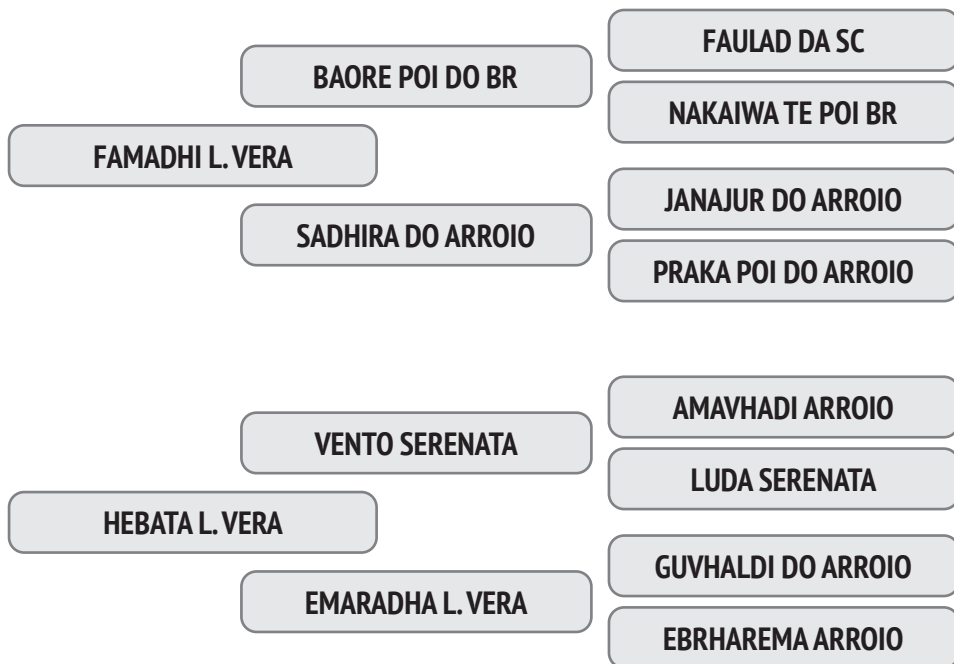 FAULAD DA SC
BAORE POI DO BR
NAKAIWA TE POI BR
FAMADHI L. VERA
JANAJUR DO ARROIO
SADHIRA DO ARROIO
PRAKA POI DO ARROIO
AMAVHADI ARROIO
VENTO SERENATA
LUDA SERENATA
HEBATA L. VERA
GUVHALDI DO ARROIO
EMARADHA L. VERA
EBRHAREMA ARROIO